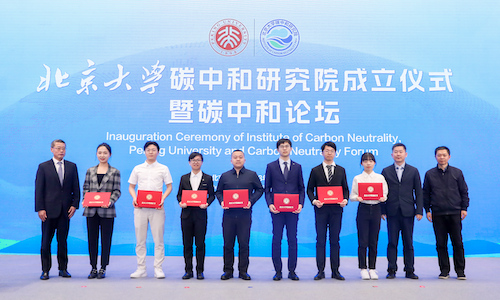 北京大学碳中和研究院成立仪式
暨碳中和论坛
Inauguration Ceremony of Institute of Carbon Neutrality,
Peking University and Carbon Neutrality Forum